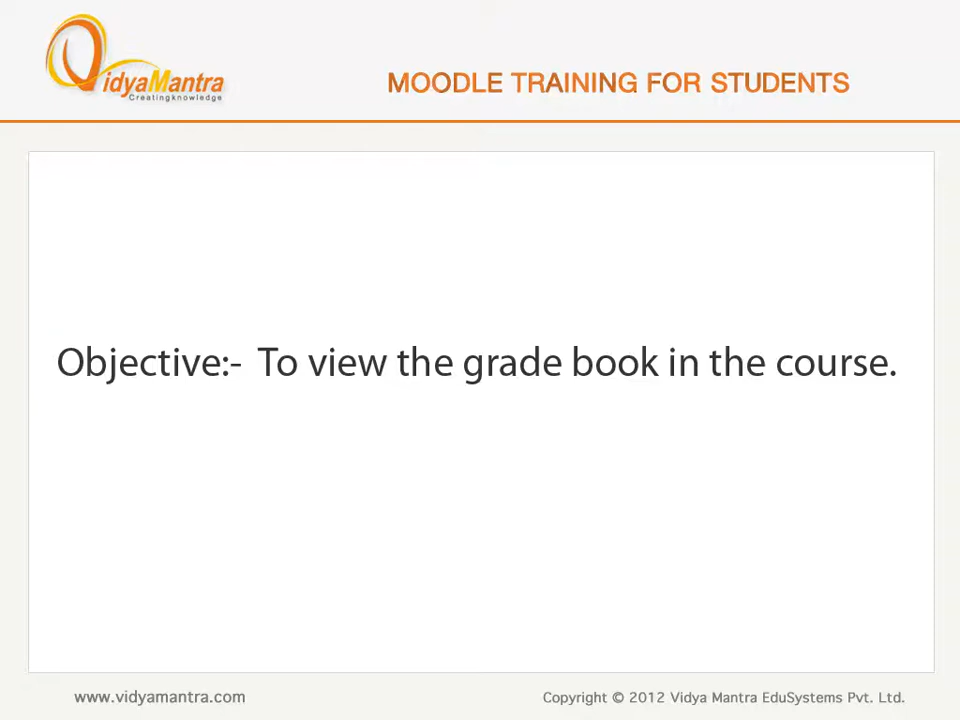 VidyaMantra
Creatingknowledge
MOODLE TRAINING FOR STUDENTS
Objective:- To view the grade book in the course.
www.vidyamantra.com
Copyright © 2012 Vidya Mantra EduSystems Pvt. Ltd.